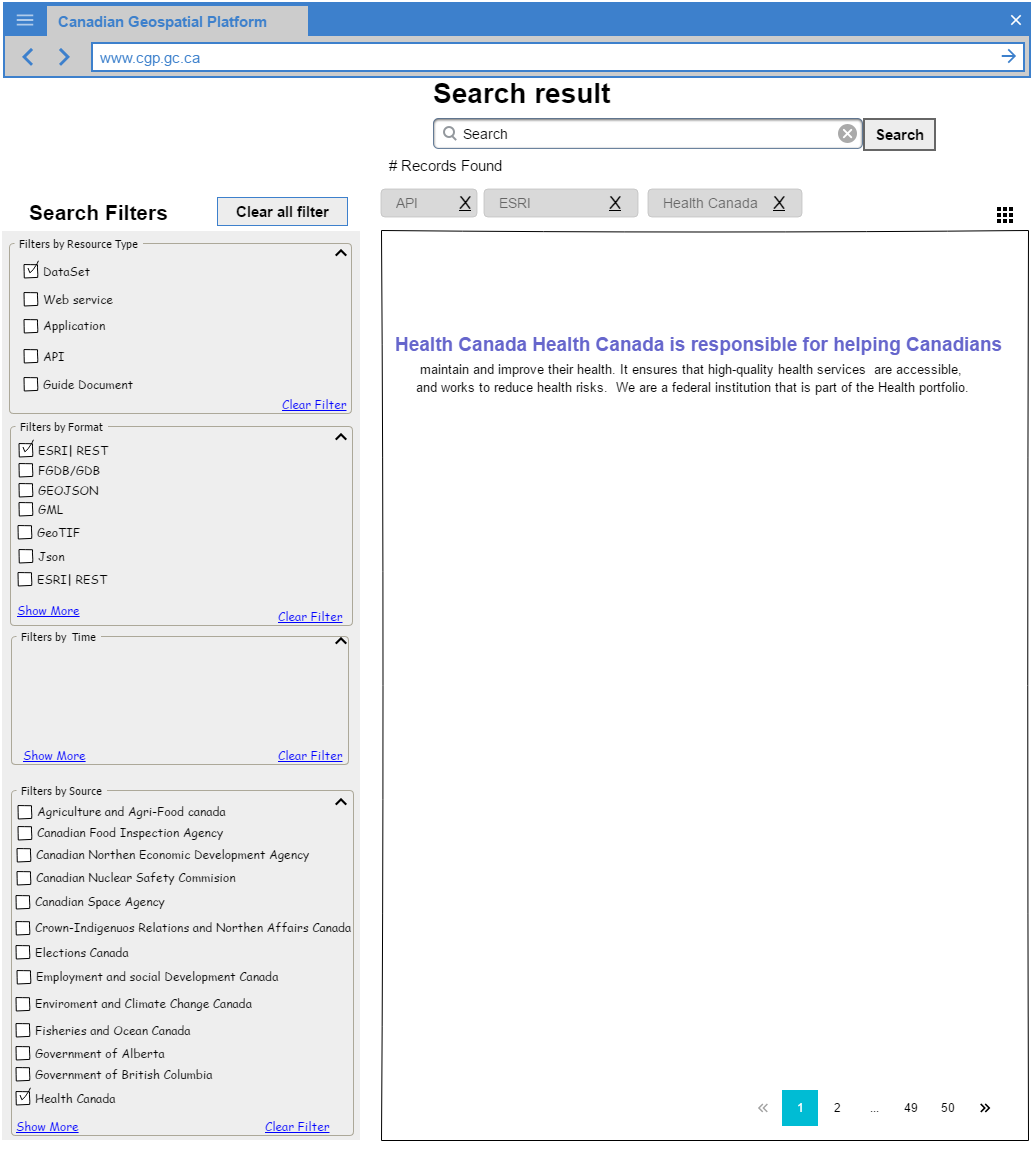 Canadian Geospatial Platform
www.cgp.gc.ca
Search result
Search
Search
# Records Found
API X
ESRI X
Health Canada X
Search Filters
Clear all filter
Filters by Resource Type
DataSet
Web service
Application
API
Guide Document
Clear Filter
Filters by Format
ESRI| REST
FGDB/GDB
GEOJSON
GML
GeoTIF
Json
ESRI| REST
Show More
Clear Filter
Filters by Time
Show More
Clear Filter
Filters by Source
Agriculture and Agri-Food canada
Canadian Food Inspection Agency
Canadian Northen Economic Development Agency
Canadian Nuclear Safety Commision
Canadian Space Agency
Crown-Indigenuos Relations and Northen Affairs Canada
Elections Canada
Employment and social Development Canada
Enviroment and Climate Change Canada
Fisheries and Ocean Canada
Government of Alberta
Government of British Columbia
Health Canada
Show More
Clear Filter
Health Canada Health Canada is responsible for helping Canadians
maintain and improve their health. It ensures that high-quality health services are accessible,
and works to reduce health risks. We are a federal institution that is part of the Health portfolio.
« 1 2 ... 49 50 »